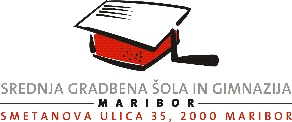 SREDNJA GRADBENA ŠOLA IN GIMNAZIJA
MARIBOR
SMETANOVA ULICA 35, 2000 MARIBOR